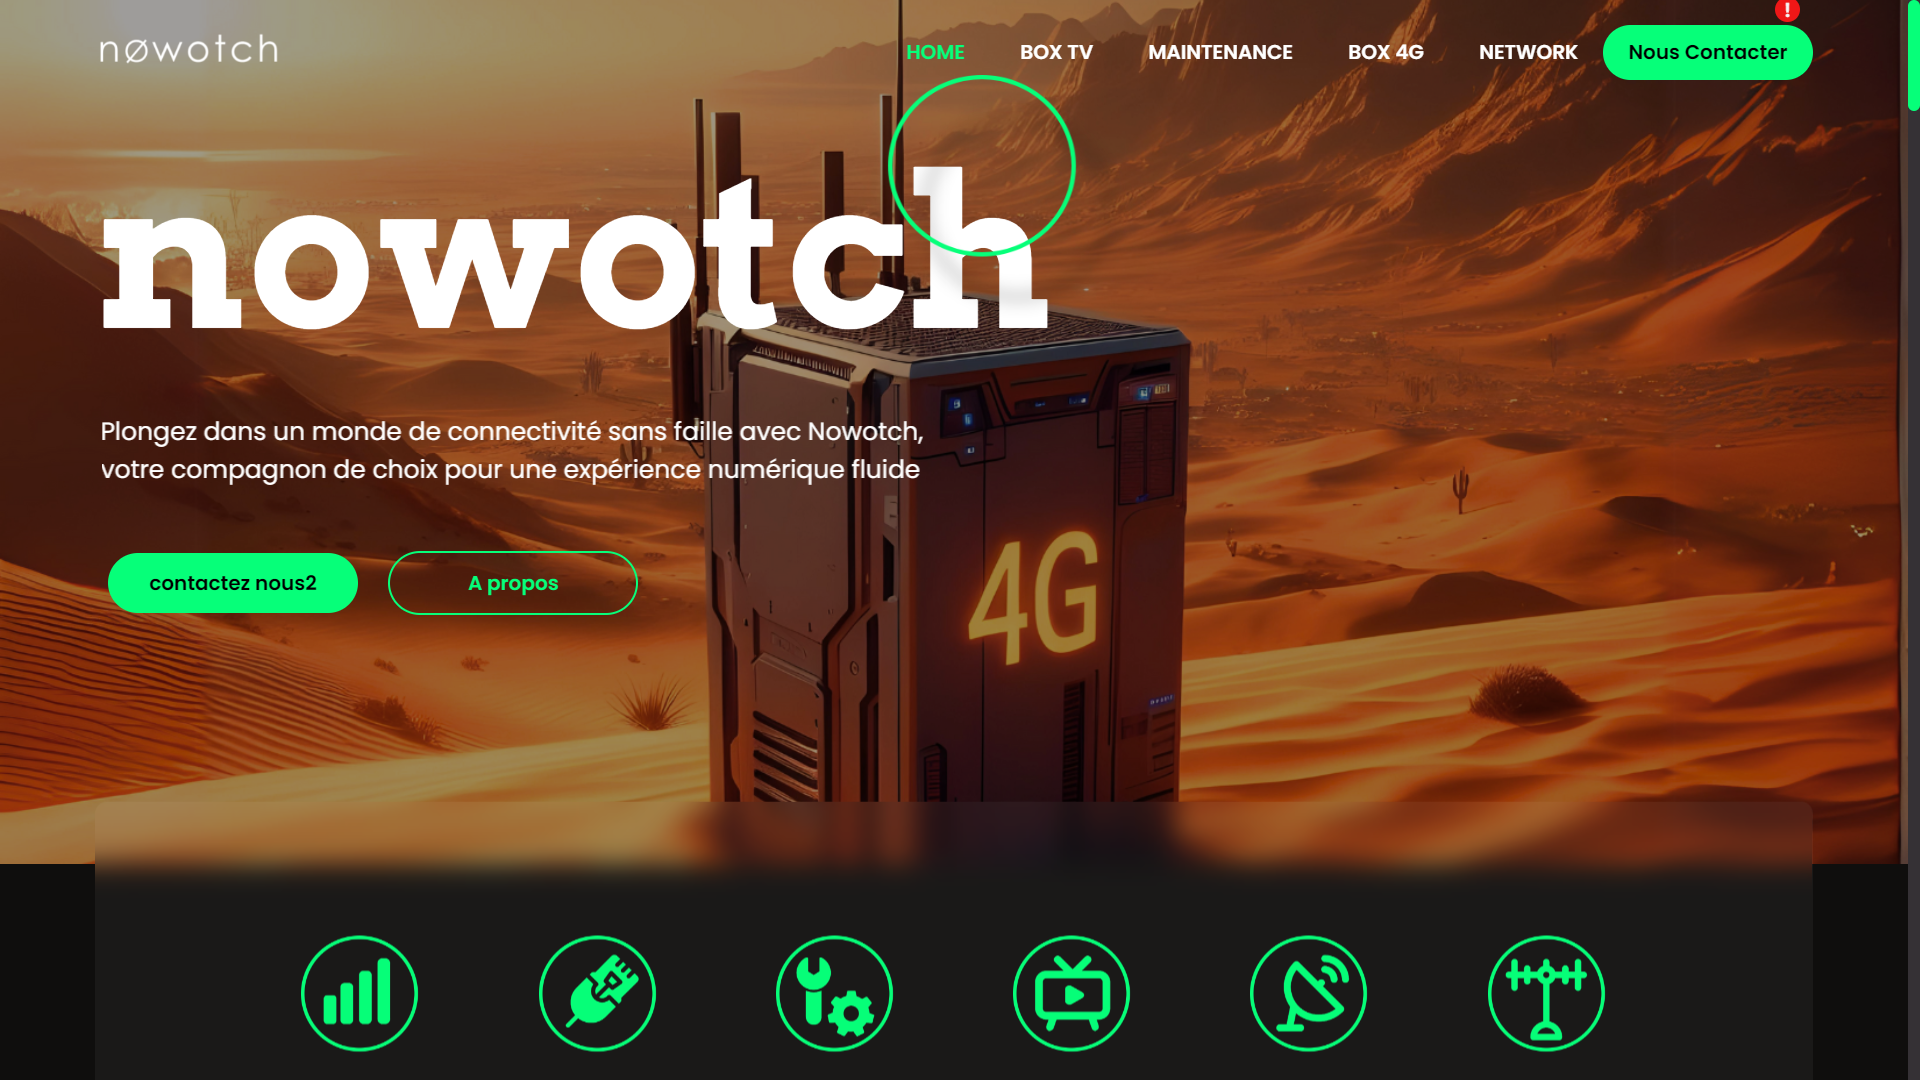 nøwotch
HOME
BOX TV
MAINTENANCE
BOX 4G
NETWORK
!
Nous Contacter
nowotch
Plongez dans un monde de connectivité sans faille avec Nowotch,
votre compagnon de choix pour une expérience numérique fluide
contactez nous2
A propos
4G